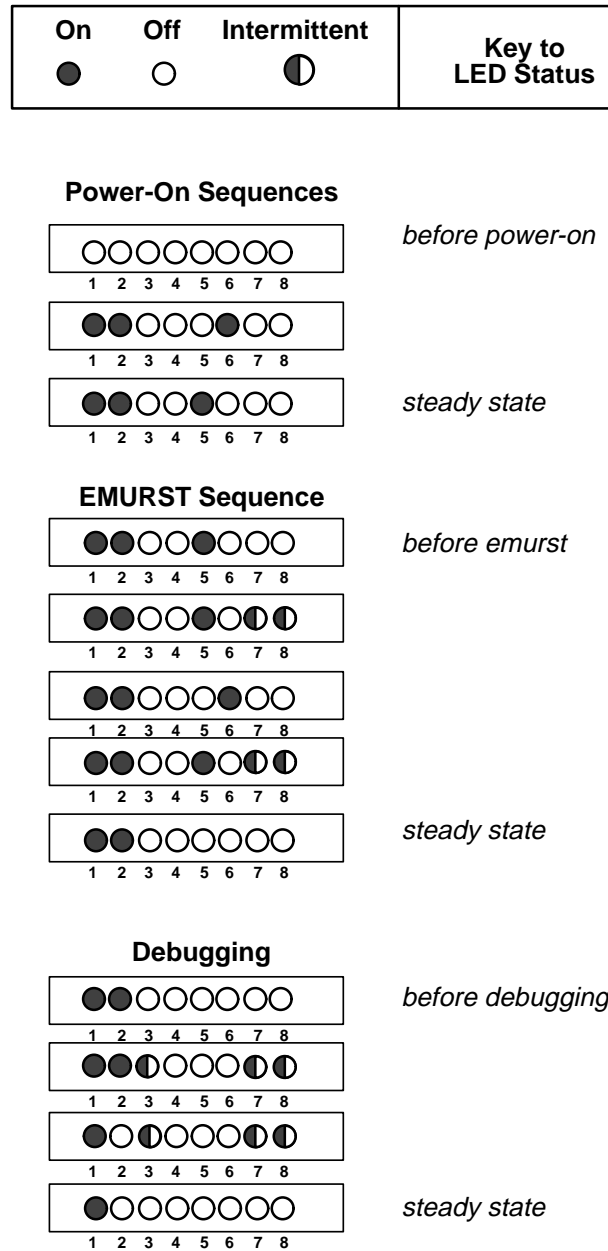 On Off Intermittent
Key to
LED Status
Power-On Sequences
before power-on
1 2 3 4 5 6 7 8
1 2 3 4 5 6 7 8
steady state
1 2 3 4 5 6 7 8
EMURST Sequence
before emurst
1 2 3 4 5 6 7 8
1 2 3 4 5 6 7 8
1 2 3 4 5 6 7 8
1 2 3 4 5 6 7 8
steady state
1 2 3 4 5 6 7 8
Debugging
before debugging
1 2 3 4 5 6 7 8
1 2 3 4 5 6 7 8
1 2 3 4 5 6 7 8
steady state
1 2 3 4 5 6 7 8